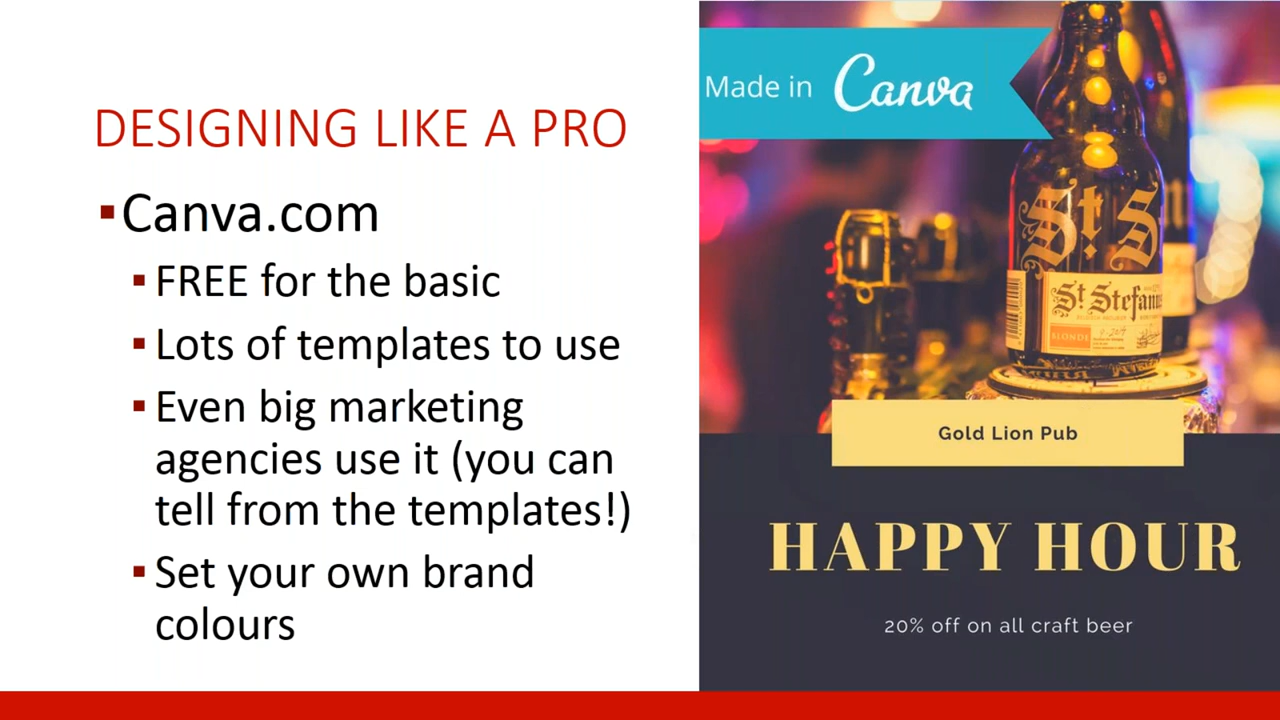 DESIGNING LIKE A PRO
Canva.com
FREE for the basic
Lots of templates to use
Even big marketing
agencies use it (you can
tell from the templates!)
Set your own brand
colours
Made in Canva
St S
St Stefanus
BLONDE
Gold Lion Pub
HAPPY HOUR
20% off on all craft beer